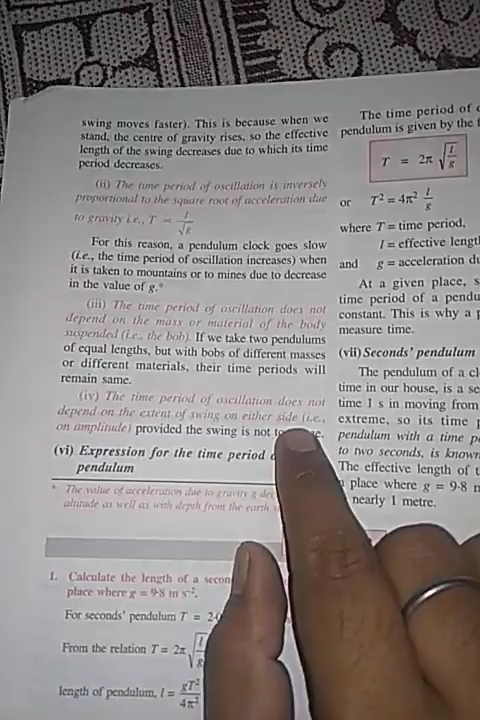 swing moves faster). This is because when we
stand, the centre of gravity rises, so the effective
length of the swing decreases due to which its time
period decreases.
(ii) The time period of oscillation is inversely
proportional to the square root of acceleration due
to gravity i.e., T ∝ 1/√g
For this reason, a pendulum clock goes slow
(i.e., the time period of oscillation increases) when
it is taken to mountains or to mines due to decrease
in the value of g.*
(iii) The time period of oscillation does not
depend on the mass or material of the body
suspended (i.e., the bob). If we take two pendulums
of equal lengths, but with bobs of different masses
or different materials, their time periods will
remain same.
(iv) The time period of oscillation does not
depend on the extent of swing on either side (i.e.,
on amplitude) provided the swing is not
(vi) Expression for the time period
pendulum
* The value of acceleration due to gravity g
altitude as well as with depth from the earth
1. Calculate the length of a
place where g = 9·8 m s⁻².
For seconds' pendulum T =
From the relation T = 2π √l/g
length of pendulum, l = gT²/4π²
The time period of
pendulum is given by the
T = 2π √l/g
or T² = 4π² l/g
where T = time period,
l = effective
and g = acceleration
At a given place,
time period of a
constant. This is why a
measure time.
(vii) Seconds' pendulum
The pendulum of a
time in our house, is a
time 1 s in moving from
extreme, so its time
pendulum with a time
to two seconds, is known
The effective length of
place where g = 9·8
nearly 1 metre.